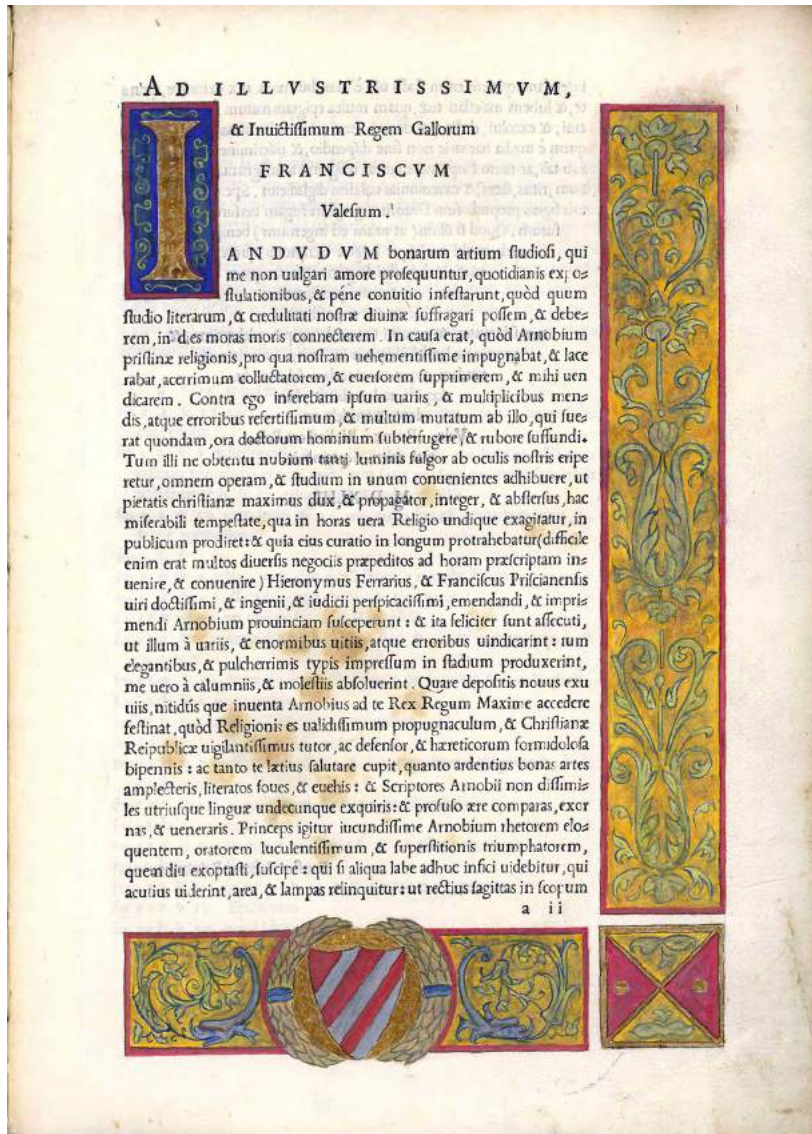 AD ILLVSTRISSIMVM,
& Inuictissimum Regem Gallorum
FRANCISCVM
Valesium.
IANDVDVM bonarum artium studiosi, qui
me non uulgari amore prosequuntur, quotidianis expo=
stulationibus, & péne conuitio infestarunt, quòd quum
studio literarum, & credulitati nostræ diuinæ suffragari possem, & debe=
rem, in dies moras moris connecterem. In causa erat, quòd Arnobium
pristinæ religionis, pro qua nostram uehementissime impugnabat, & lace
rabat, acerrimum colluctatorem, & euersorem supprimerem, & mihi uen
dicarem. Contra ego inferebam ipsum uariis, & multiplicibus men=
dis, atque erroribus refertissimum, & multum mutatum ab illo, qui fue=
rat quondam, ora doctorum hominum subterfugere, & rubore suffundi.
Tum illi ne obtentu nubium tanti luminis fulgor ab oculis nostris eripe
retur, omnem operam, & studium in unum conuenientes adhibuere, ut
pietatis christianæ maximus dux, & propagator, integer, & abstersus, hac
miserabili tempestate, qua in horas uera Religio undique exagitatur, in
publicum prodiret: & quia eius curatio in longum protrahebatur (difficile
enim erat multos diuersis negociis præpeditos ad horam præscriptam in=
uenire, & conuenire) Hieronymus Ferrarius, & Franciscus Priscianensis
uiri doctissimi, & ingenii, & iudicii perspicacissimi, emendandi, & impri=
mendi Arnobium prouinciam susceperunt: & ita feliciter sunt assecuti,
ut illum à uariis, & enormibus uitiis, atque erroribus uindicarint: tum
elegantibus, & pulcherrimis typis impressum in stadium produxerint,
me uero à calumniis, & molestiis absoluerint. Quare depositis nouus exu
uiis, nitidús que inuenta Arnobius ad te Rex Regum Maxime accedere
festinat, quòd Religionis es ualidissimum propugnaculum, & Christianæ
Reipublicæ uigilantissimus tutor, ac defensor, & hæreticorum formidolosa
bipennis: ac tanto te lætius salutare cupit, quanto ardentius bonas artes
amplecteris, literatos foues, & euehis: & Scriptores Arnobii non dissimi=
les utriusque linguæ undecunque exquiris: & profuso ære comparas, exor
nas, & ueneraris. Princeps igitur iucundissime Arnobium rhetorem elo=
quentem, oratorem luculentissimum, & superstitionis triumphatorem,
quem diu exoptasti, suscipe: qui si aliqua labe adhuc infici uidebitur, qui
acutius uiderint, area, & lampas relinquitur: ut rectius sagittas in scopum
a ii